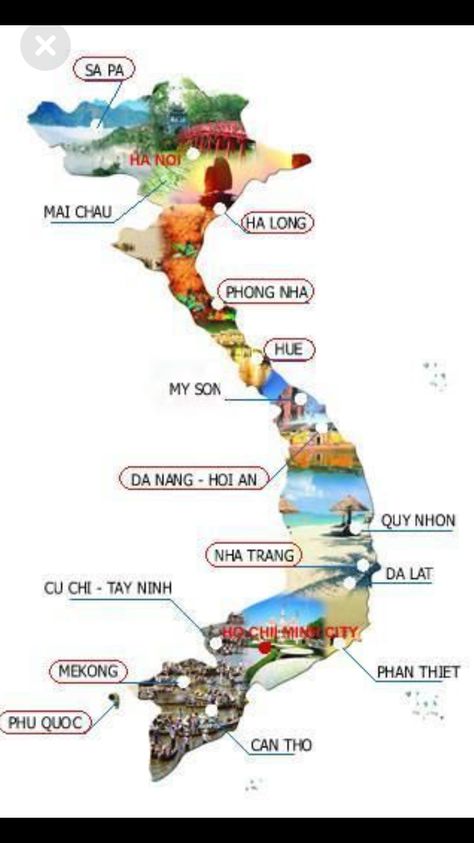 SA PA
HA NOI
MAI CHAU
HA LONG
PHONG NHA
HUE
MY SON
DA NANG - HOI AN
QUY NHON
NHA TRANG
DA LAT
CU CHI - TAY NINH
HO CHI MINH CITY
MEKONG
PHAN THIET
PHU QUOC
CAN THO